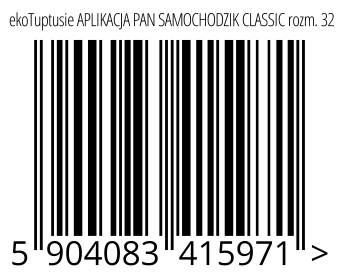 ekoTuptusie APLIKACJA PAN SAMOCHODZIK CLASSIC rozm. 32
5 904083 415971 >